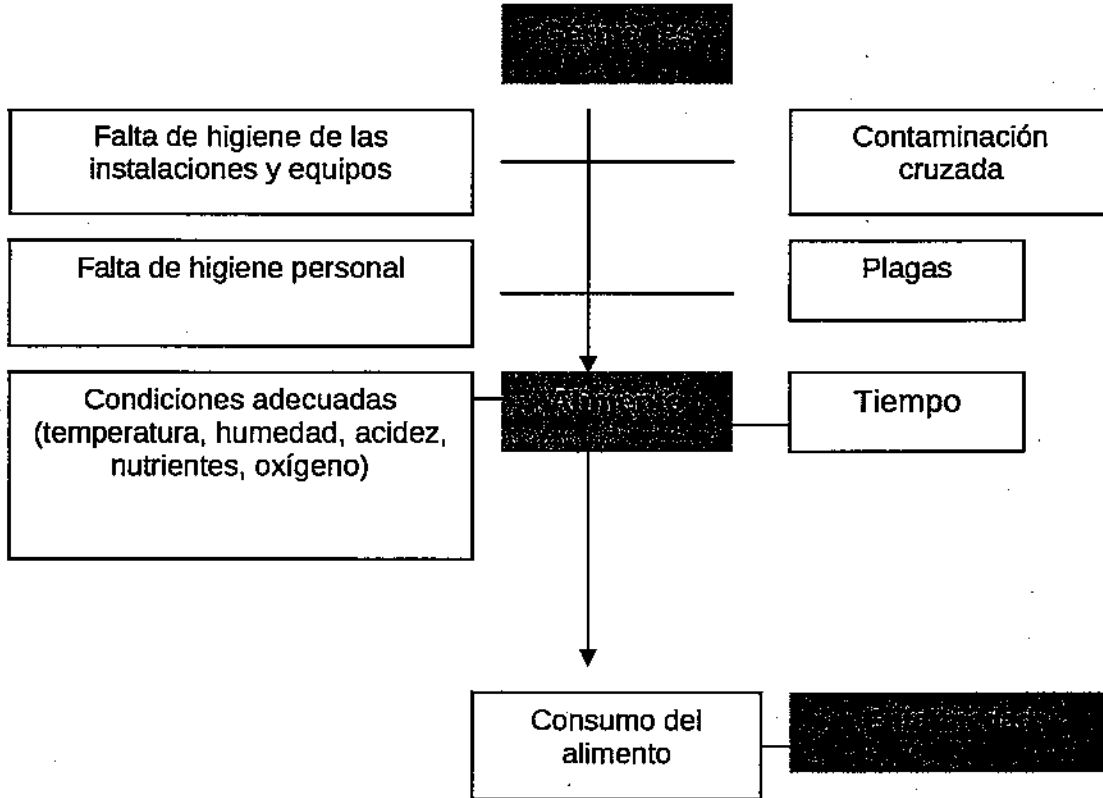 Falta de higiene de las
instalaciones y equipos
Contaminación
cruzada
Falta de higiene personal
Plagas
Condiciones adecuadas
(temperatura, humedad, acidez,
nutrientes, oxígeno)
Alimento
Tiempo
Consumo del
alimento